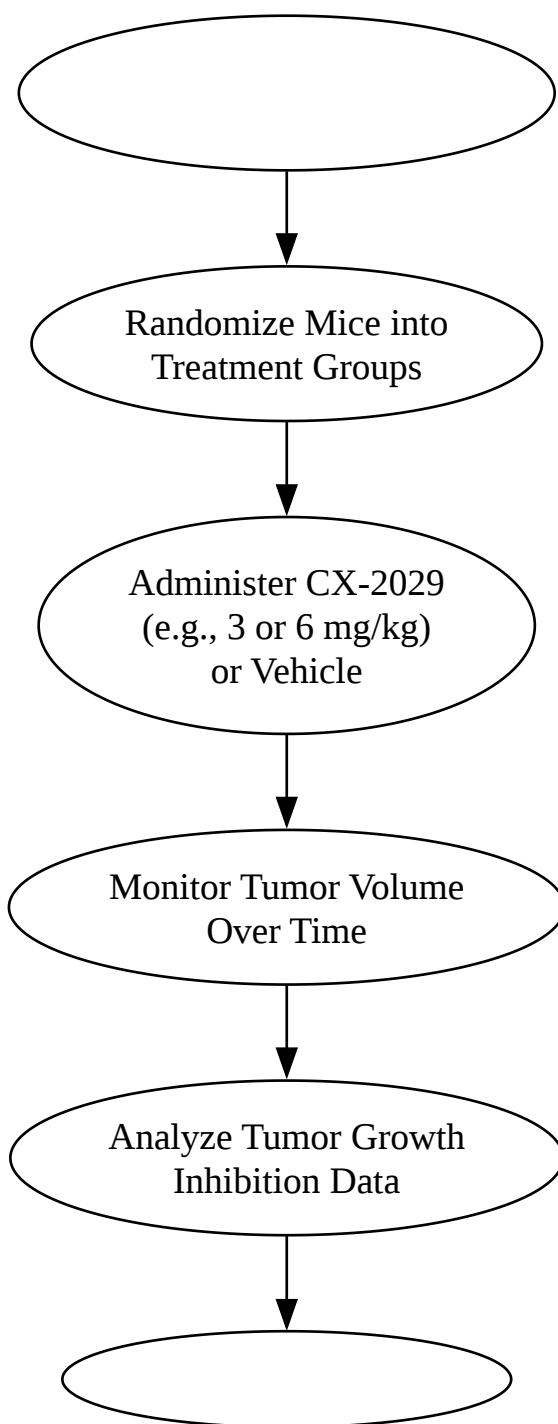 Randomize Mice into
Treatment Groups
Administer CX-2029
(e.g., 3 or 6 mg/kg)
or Vehicle
Monitor Tumor Volume
Over Time
Analyze Tumor Growth
Inhibition Data